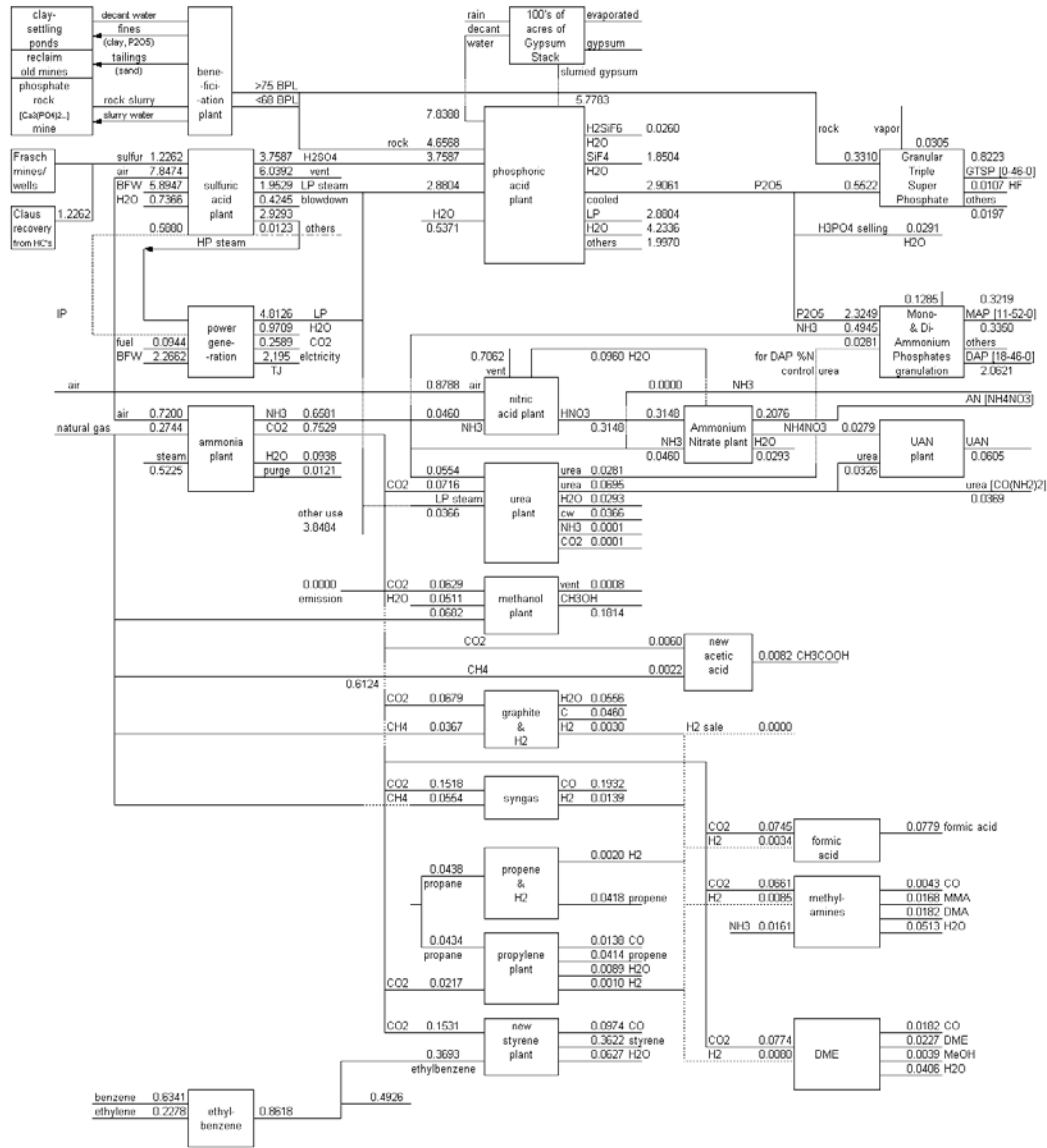 clay-
settling
ponds
reclaim
old mines
phosphate
rock
[Ca3(PO4)2...]
mine
decant water
fines
(clay, P2O5)
tailings
(sand)
rock slurry
slurry water
bene-
fici-
-ation
plant
>75 BPL
<68 BPL
rain
decant
water
100's of
acres of
Gypsum
Stack
evaporated
gypsum
slurried gypsum
5.7783
7.8388
rock 4.6568
3.7587
2.8804
H2O
0.5371
phosphoric
acid
plant
H2SiF6 0.0260
H2O
SiF4 1.8504
H2O
2.9061
cooled
LP 2.8804
H2O 4.2336
others 1.9970
P2O5 0.5522
rock
0.3310
vapor
0.0305
Granular
Triple
Super
Phosphate
0.8223
GTSP [0-46-0]
0.0107 HF
others
0.0197
H3PO4 selling 0.0291
H2O
Frasch
mines/
wells
Claus
recovery
from HC's
1.2262
sulfur 1.2262
air 7.8474
BFW 5.8947
H2O 0.7366
0.5880
sulfuric
acid
plant
3.7587 H2SO4
6.0392 vent
1.9529 LP steam
0.4245 blowdown
2.9293
0.0123 others
HP steam
IP
power
gene-
-ration
fuel 0.0944
BFW 2.2662
4.8126 LP
0.9709 H2O
0.2589 CO2
2,195 elctricity
TJ
P2O5 2.3249
NH3 0.4945
0.0281
for DAP %N
control urea
0.1285
Mono-
& Di-
Ammonium
Phosphates
granulation
0.3219
MAP [11-52-0]
0.3350
others
DAP [18-46-0]
2.0621
air
0.8788 air
0.7062
vent
0.0960 H2O
0.0460
NH3
nitric
acid plant
HNO3
0.3148
0.3148
0.0000 NH3
AN [NH4NO3]
NH3
0.0460
Ammonium
Nitrate plant
0.2076
NH4NO3 0.0279
H2O
0.0293
urea
0.0326
UAN
plant
UAN
0.0605
urea [CO(NH2)2]
0.0369
air 0.7200
natural gas 0.2744
steam
0.5225
ammonia
plant
NH3 0.6581
CO2 0.7529
H2O 0.0938
purge 0.0121
0.0554
CO2 0.0716
LP steam
0.0366
other use
3.8484
urea
plant
urea 0.0281
urea 0.0695
H2O 0.0293
cw 0.0366
NH3 0.0001
CO2 0.0001
0.0000
emission
CO2 0.0629
H2O 0.0511
0.0682
methanol
plant
vent 0.0008
CH3OH
0.1814
CO2 0.0060
CH4 0.0022
new
acetic
acid
0.0082 CH3COOH
0.6124
CO2 0.0679
CH4 0.0367
graphite
&
H2
H2O 0.0556
C 0.0460
H2 0.0030
H2 sale 0.0000
CO2 0.1518
CH4 0.0554
syngas
CO 0.1932
H2 0.0139
CO2 0.0745
H2 0.0034
formic
acid
0.0779 formic acid
0.0438
propane
propene
&
H2
0.0020 H2
0.0418 propene
CO2 0.0661
H2 0.0085
NH3 0.0161
methyl-
amines
0.0043 CO
0.0168 MMA
0.0182 DMA
0.0513 H2O
0.0434
propane
CO2 0.0217
propylene
plant
0.0138 CO
0.0414 propene
0.0089 H2O
0.0010 H2
CO2 0.1531
0.3693
ethylbenzene
new
styrene
plant
0.0974 CO
0.3622 styrene
0.0627 H2O
CO2 0.0774
H2 0.0000
DME
0.0182 CO
0.0227 DME
0.0039 MeOH
0.0406 H2O
benzene 0.6341
ethylene 0.2278
ethyl-
benzene
0.8618
0.4926